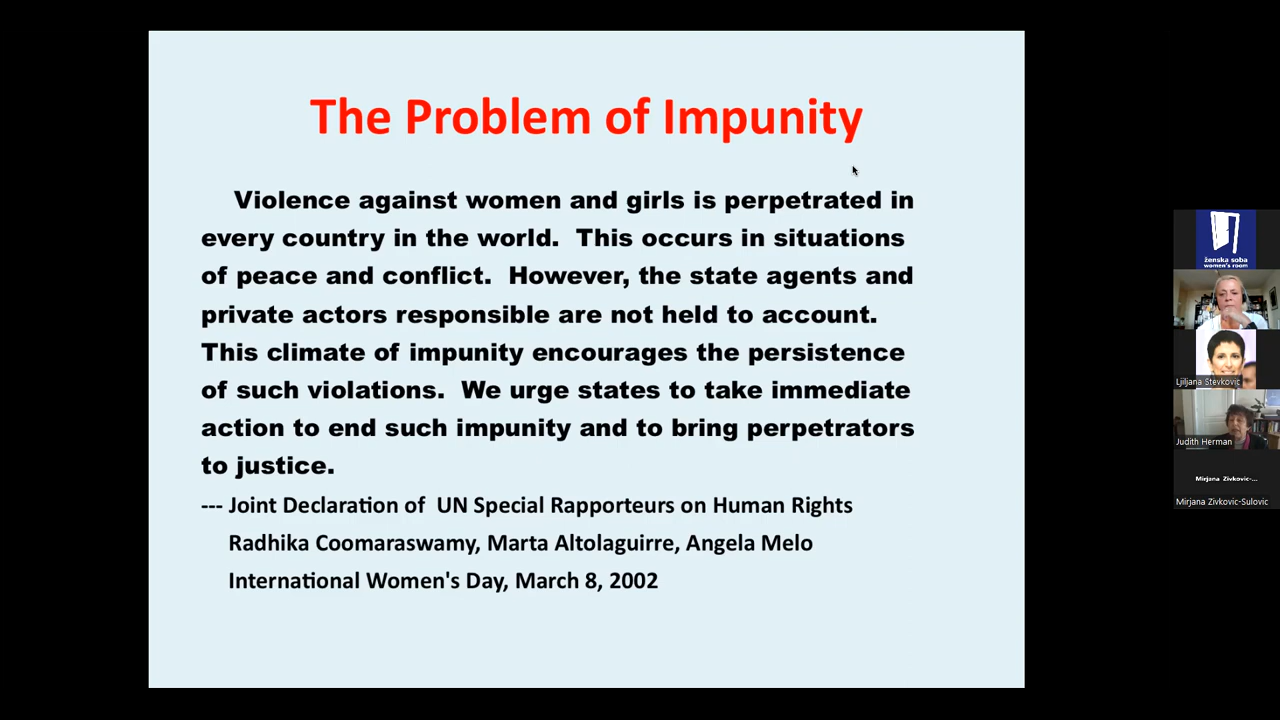 The Problem of Impunity
Violence against women and girls is perpetrated in
every country in the world.  This occurs in situations
of peace and conflict.  However, the state agents and
private actors responsible are not held to account.
This climate of impunity encourages the persistence
of such violations.  We urge states to take immediate
action to end such impunity and to bring perpetrators
to justice.
--- Joint Declaration of  UN Special Rapporteurs on Human Rights
Radhika Coomaraswamy, Marta Altolaguirre, Angela Melo
International Women's Day, March 8, 2002
ženska soba
women's room
Ljiljana Stevkovic
Judith Herman
Mirjana Zivkovic-...
Mirjana Zivkovic-Sulovic